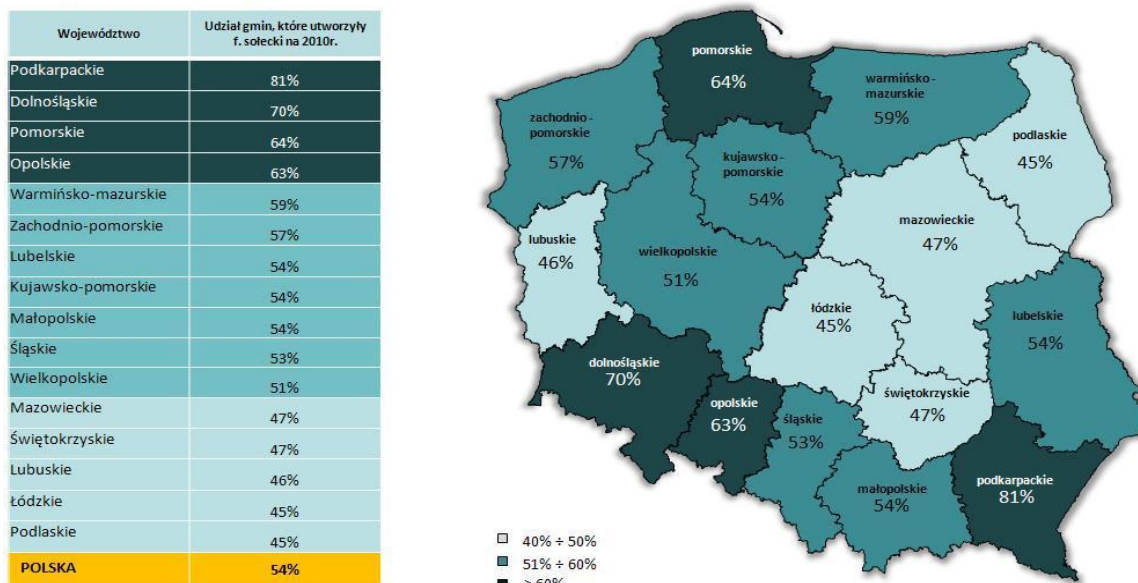 Województwo
Udział gmin, które utworzyły
f. sołecki na 2010r.
Podkarpackie 81%
Dolnośląskie 70%
Pomorskie 64%
Opolskie 63%
Warmińsko-mazurskie 59%
Zachodnio-pomorskie 57%
Lubelskie 54%
Kujawsko-pomorskie 54%
Małopolskie 54%
Śląskie 53%
Wielkopolskie 51%
Mazowieckie 47%
Świętokrzyskie 47%
Lubuskie 46%
Łódzkie 45%
Podlaskie 45%
POLSKA 54%
pomorskie
64%
warmińsko-
mazurskie
59%
zachodnio-
pomorskie
57%
podlaskie
45%
kujawsko-
pomorskie
54%
mazowieckie
47%
lubuskie
46%
wielkopolskie
51%
łódzkie
45%
lubelskie
54%
dolnośląskie
70%
opolskie
63%
śląskie
53%
świętokrzyskie
47%
małopolskie
54%
podkarpackie
81%
40% ÷ 50%
51% ÷ 60%
> 60%